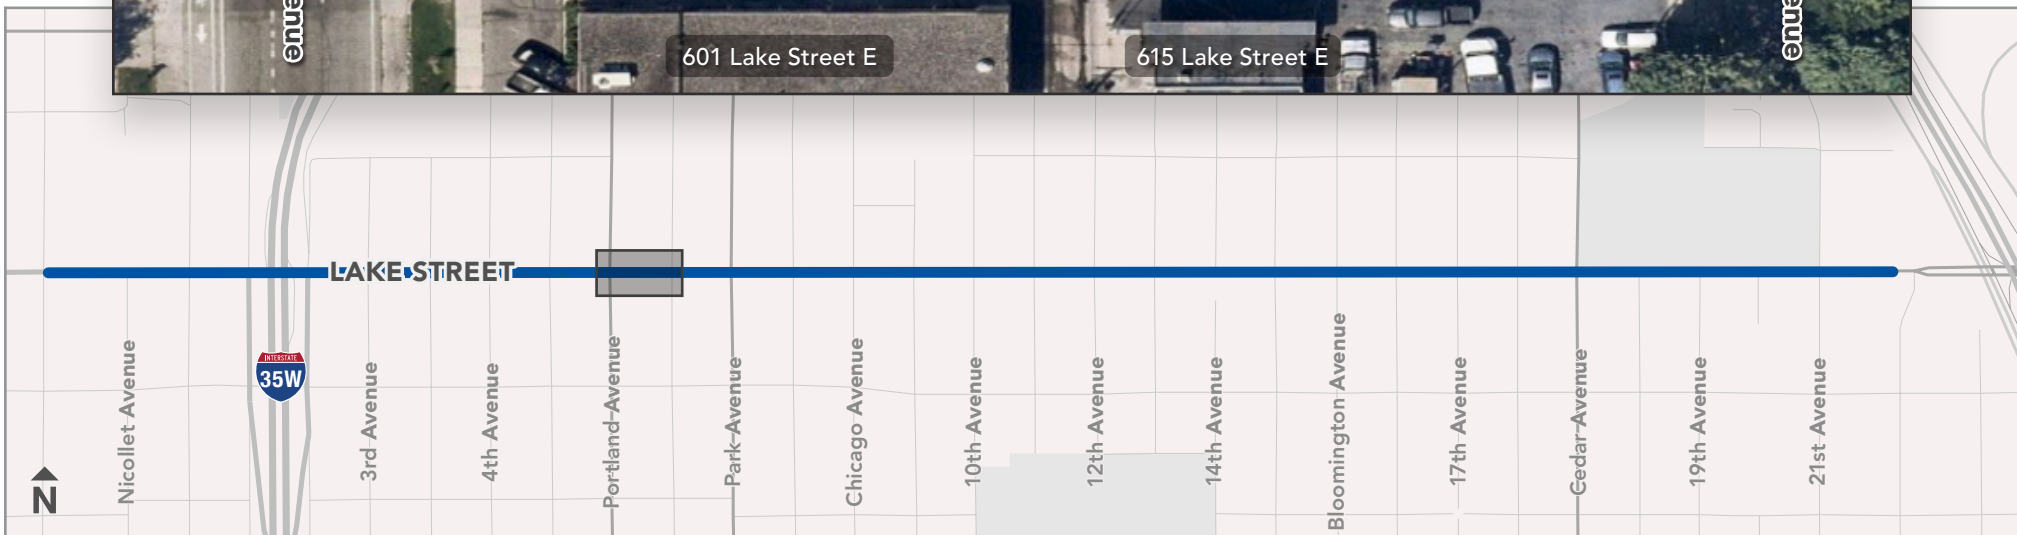 enue
enue
601 Lake Street E
615 Lake Street E
LAKE STREET
INTERSTATE
35W
Nicollet Avenue
3rd Avenue
4th Avenue
Portland Avenue
Park Avenue
Chicago Avenue
10th Avenue
12th Avenue
14th Avenue
Bloomington Avenue
17th Avenue
Cedar Avenue
19th Avenue
21st Avenue
N